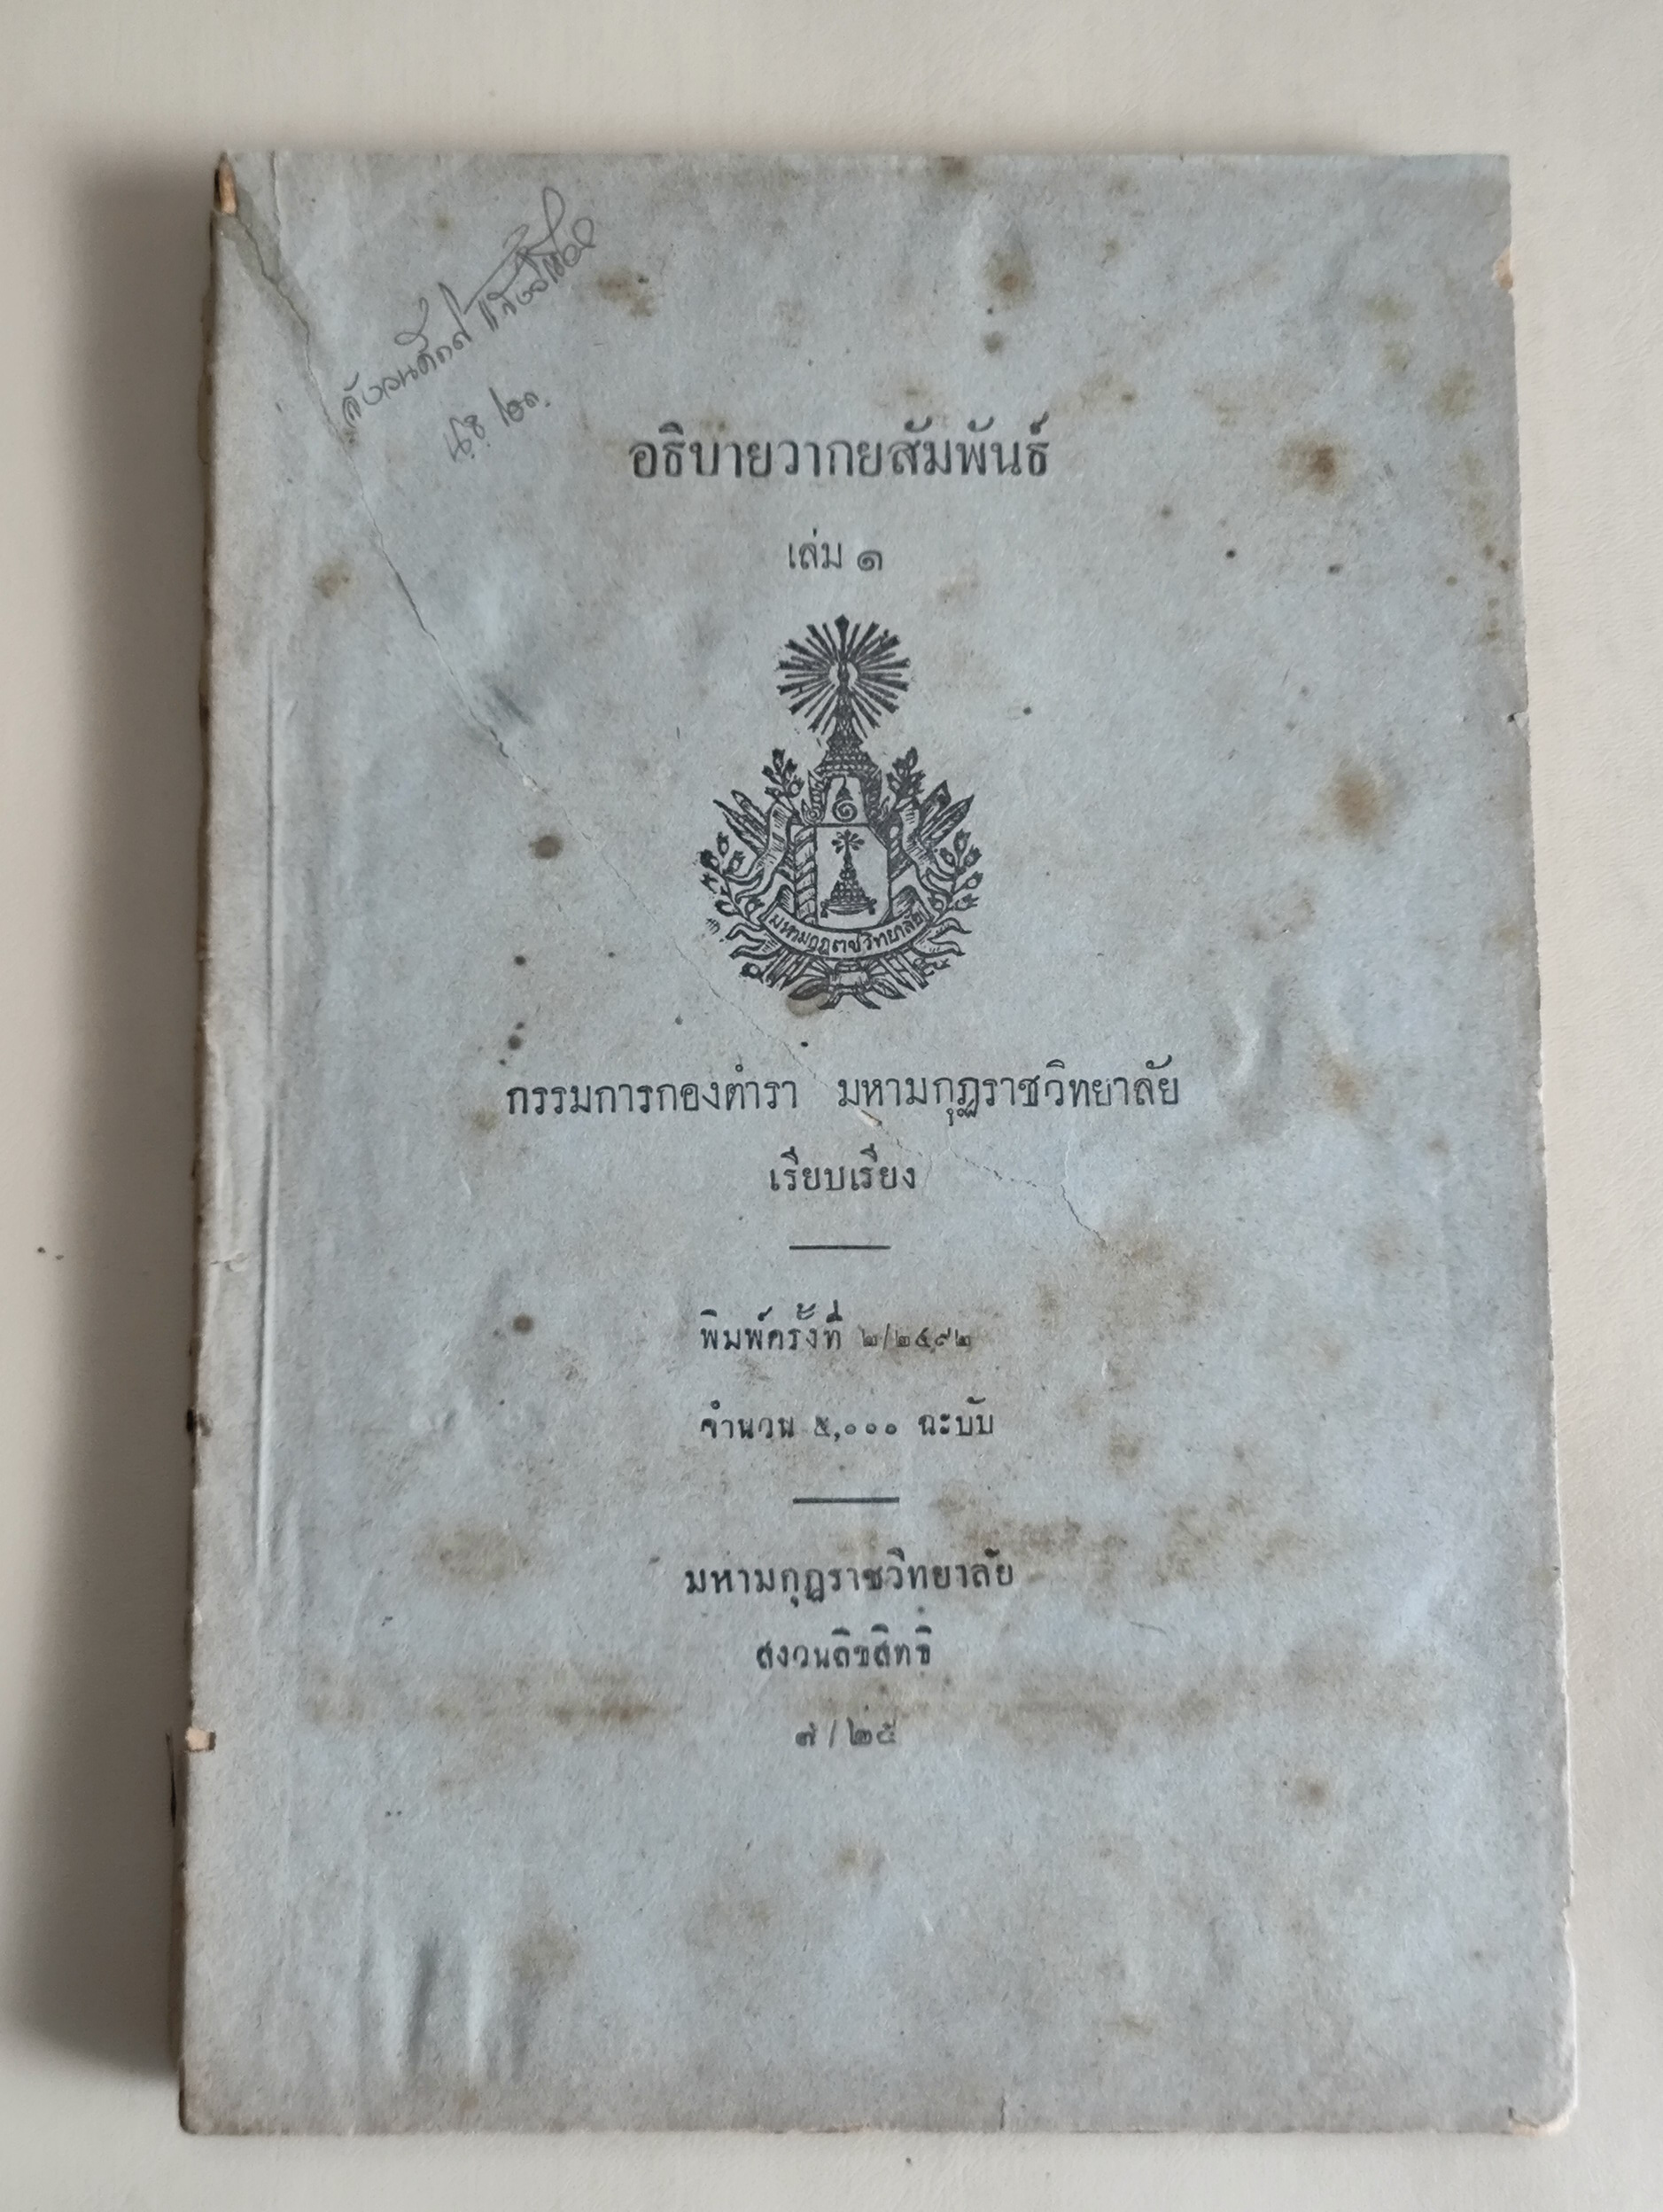 อธิบายวากยสัมพันธ์
เล่ม ๑
มหามกุฏราชวิทยาลัย
กรรมการกองตำรา มหามกุฏราชวิทยาลัย
เรียบเรียง
พิมพ์ครั้งที่ ๒/๒๔๙๒
จำนวน ๕,๐๐๐ ฉะบับ
มหามกุฏราชวิทยาลัย
สงวนลิขสิทธิ
๙/๒๕